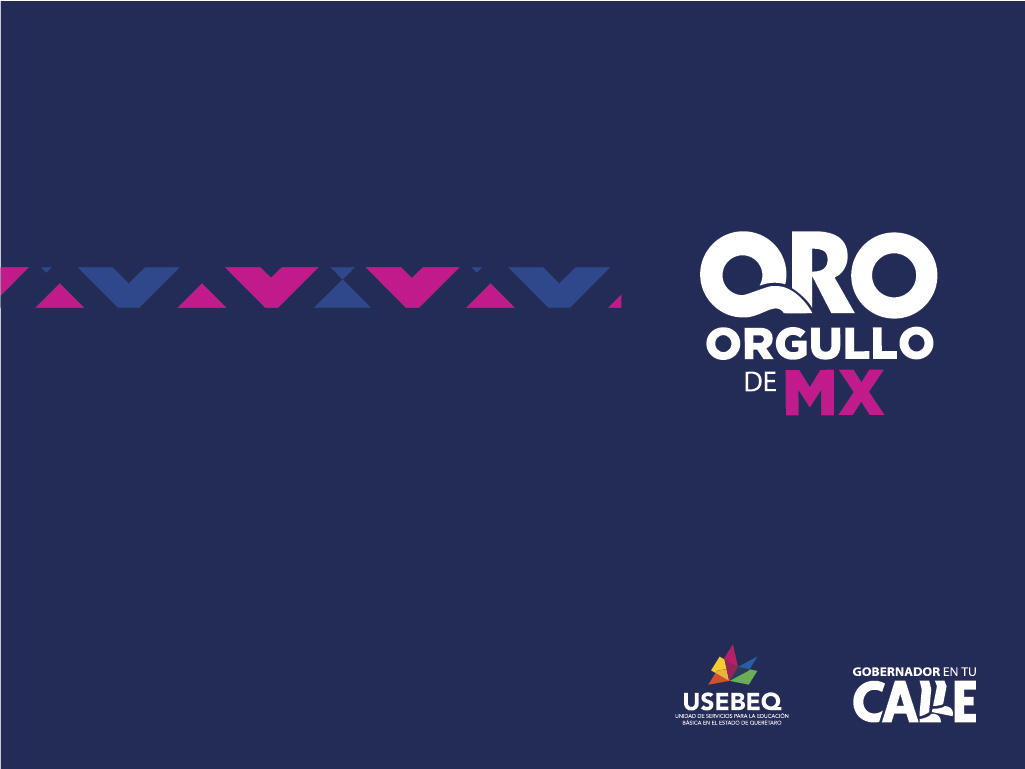 QRO
ORGULLO
DE MX
USEBEQ
UNIDAD DE SERVICIOS PARA LA EDUCACIÓN
BÁSICA EN EL ESTADO DE QUERÉTARO
GOBERNADOR EN TU
CALLE